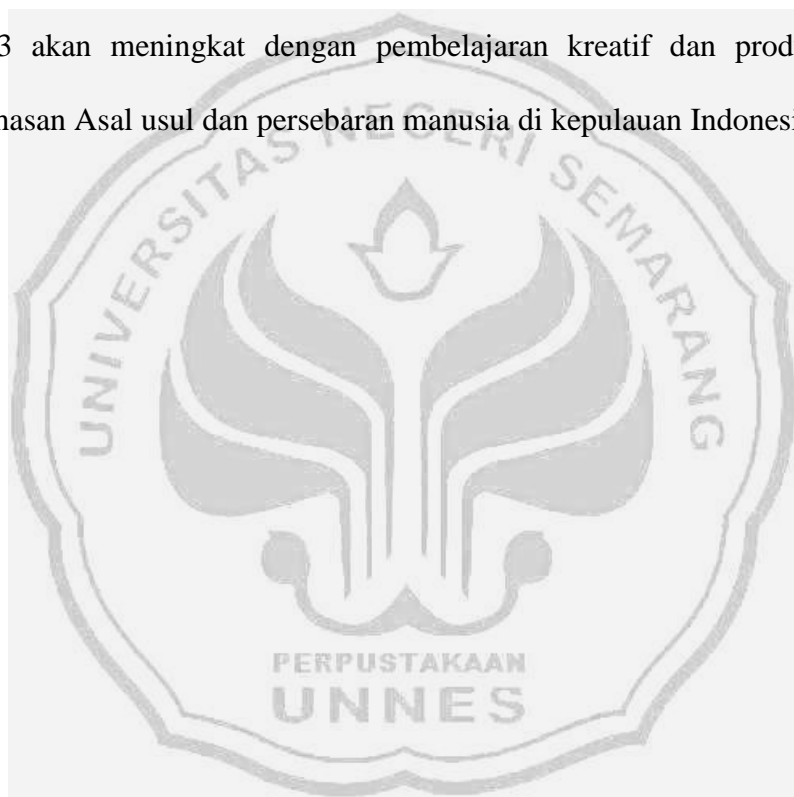 3 akan meningkat dengan pembelajaran kreatif dan prod
nasan Asal usul dan persebaran manusia di kepulauan Indonesi
UNIVERSITAS NEGERI SEMARANG
PERPUSTAKAAN
UNNES